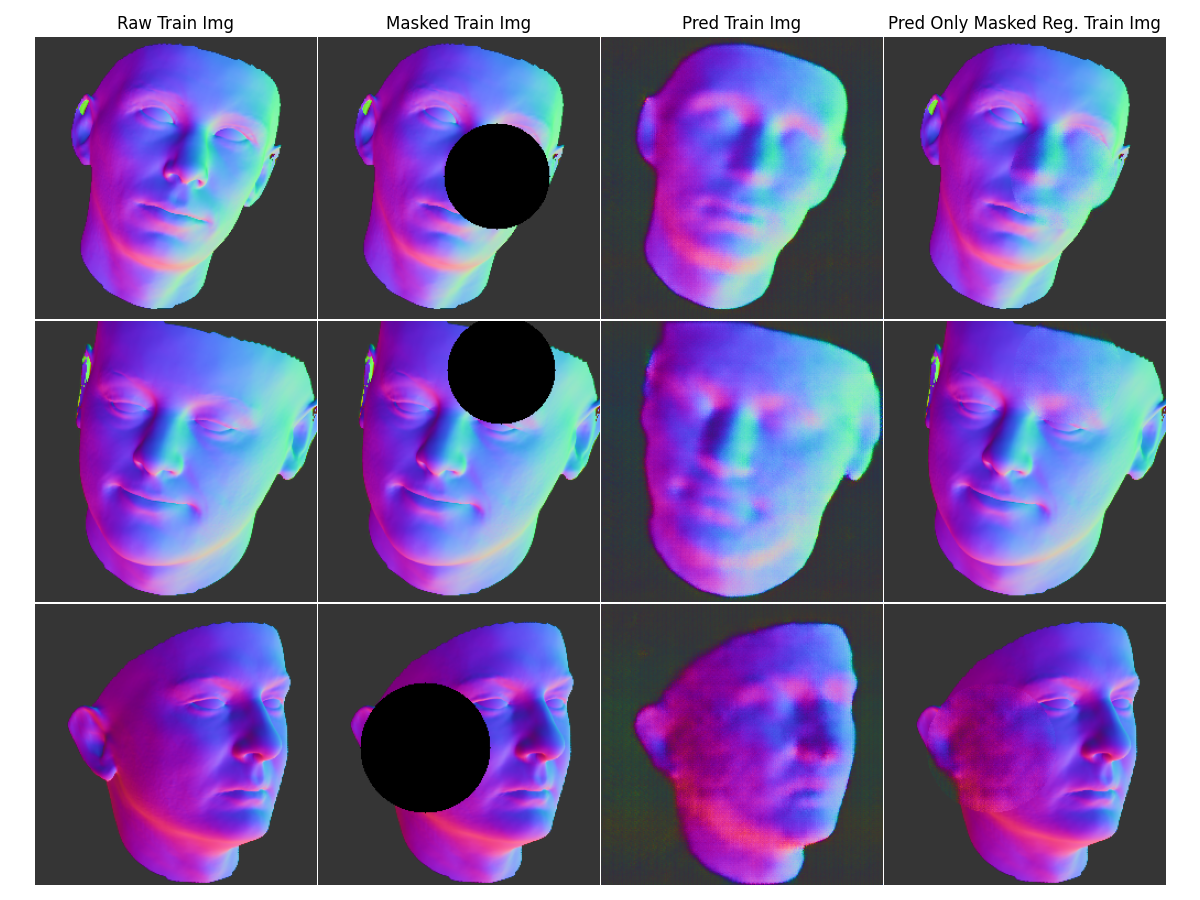 Raw Train Img
Masked Train Img
Pred Train Img
Pred Only Masked Reg. Train Img